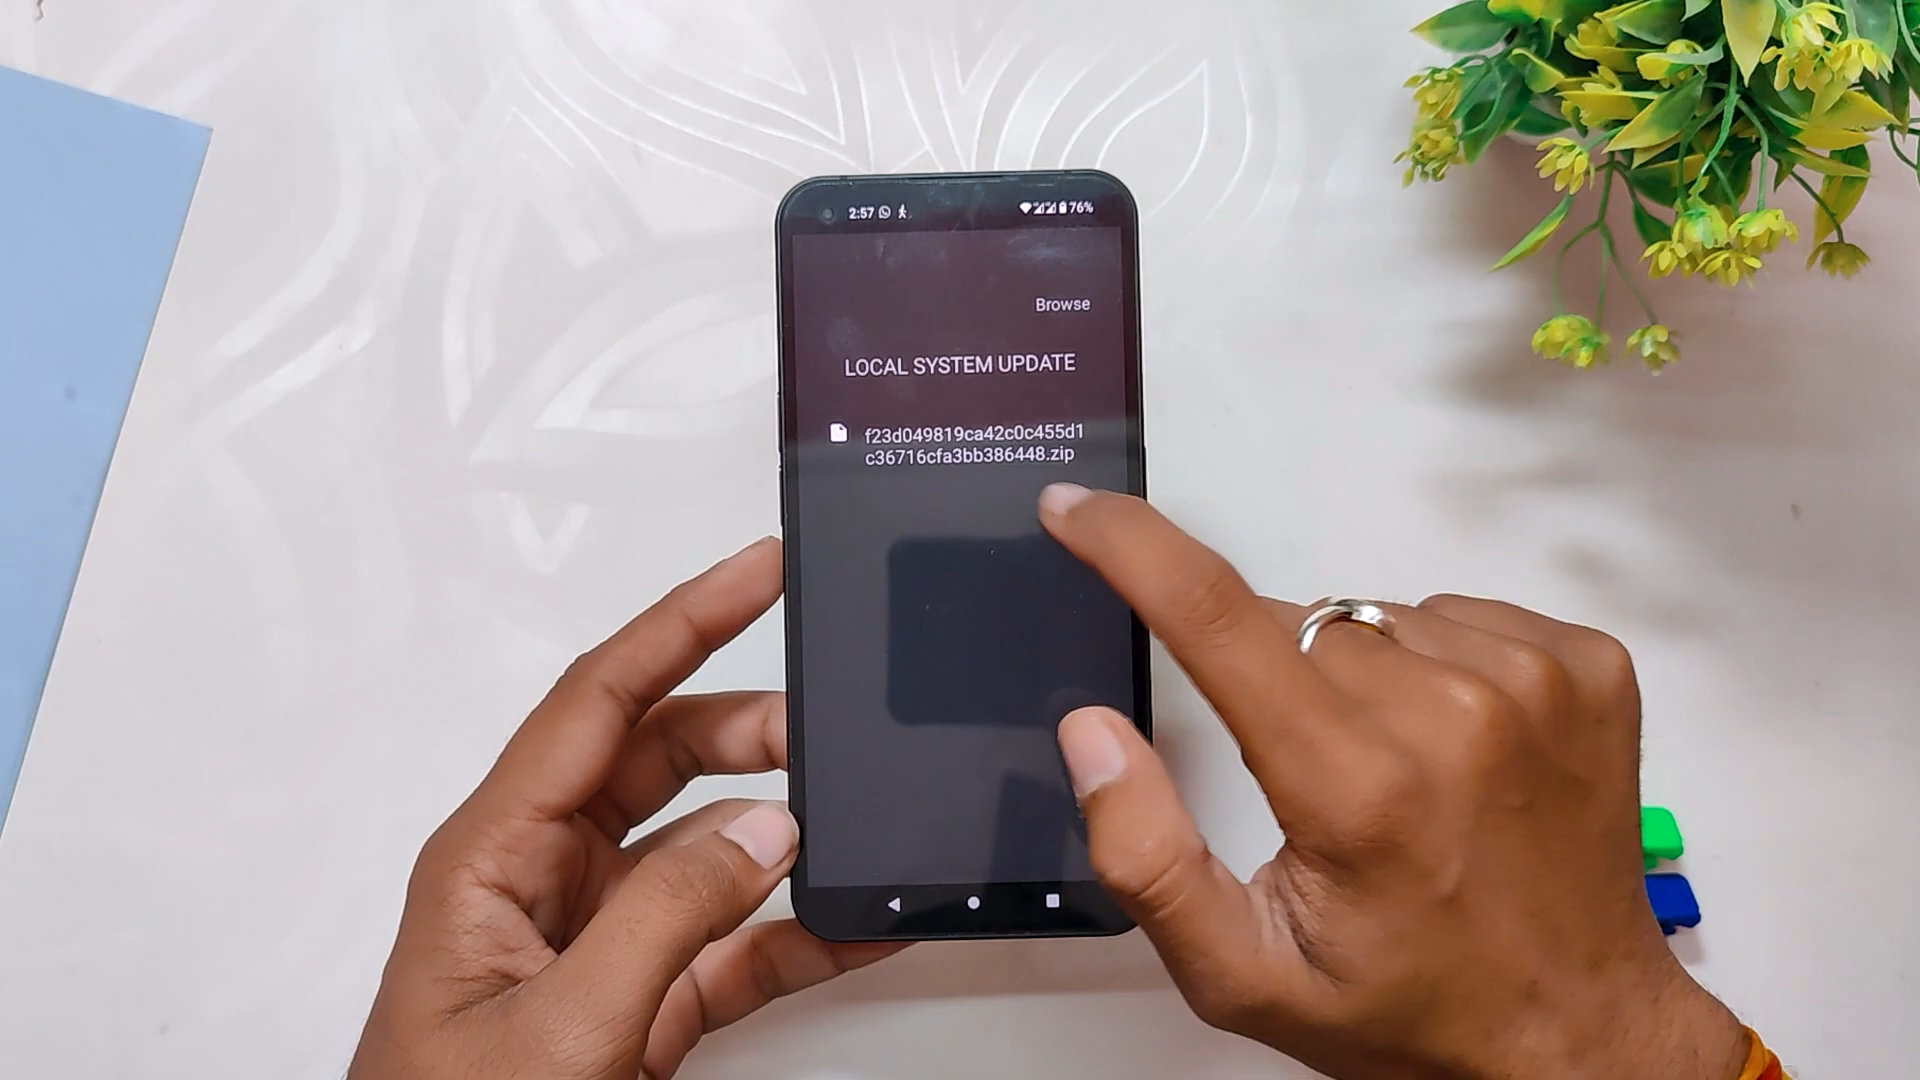 2:57
76%
Browse
LOCAL SYSTEM UPDATE
f23d049819ca42c0c455d1
c36716cfa3bb386448.zip